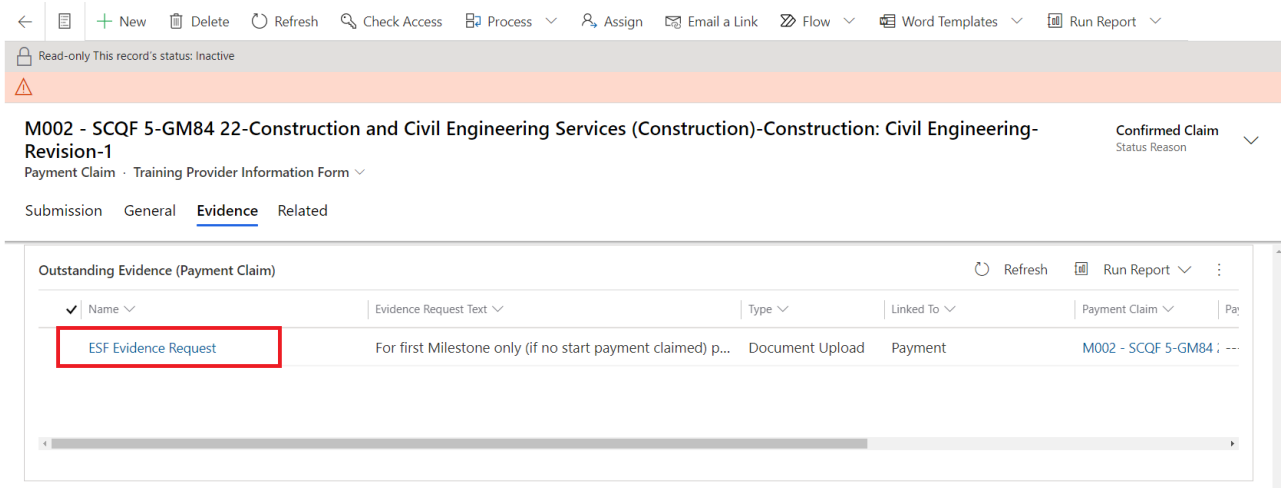 New Delete Refresh Check Access Process Assign Email a Link Flow Word Templates Run Report
Read-only This record's status: Inactive
M002 - SCQF 5-GM84 22-Construction and Civil Engineering Services (Construction)-Construction: Civil Engineering-
Revision-1
Confirmed Claim
Status Reason
Payment Claim · Training Provider Information Form
Submission General Evidence Related
Outstanding Evidence (Payment Claim) Refresh Run Report
Name Evidence Request Text Type Linked To Payment Claim Pay
ESF Evidence Request For first Milestone only (if no start payment claimed) p... Document Upload Payment M002 - SCQF 5-GM84 ---